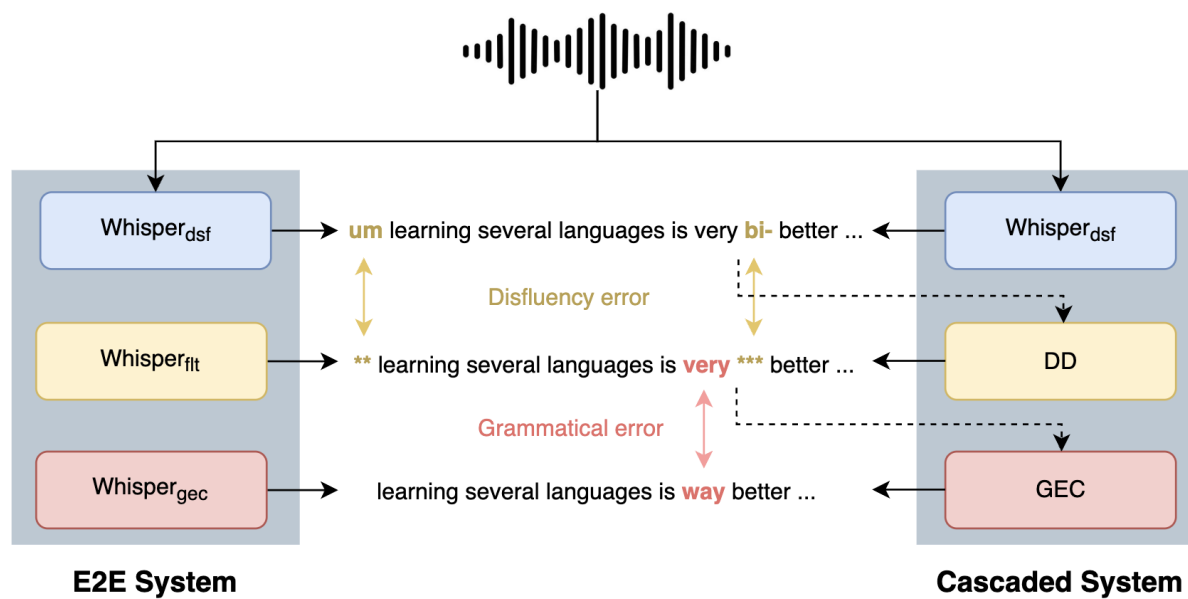 Whisper_dsf
um learning several languages is very bi- better ...
Whisper_dsf
Disfluency error
Whisper_flt
** learning several languages is very *** better ...
DD
Grammatical error
Whisper_gec
learning several languages is way better ...
GEC
E2E System
Cascaded System